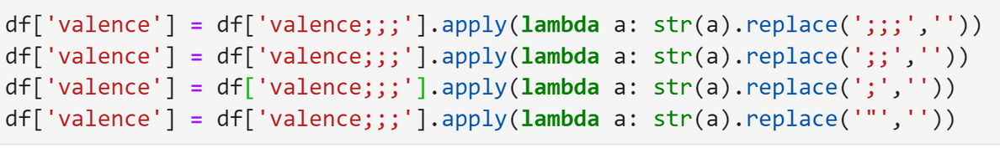 df['valence'] = df['valence;;;'].apply(lambda a: str(a).replace(';;;',''))
df['valence'] = df['valence;;;'].apply(lambda a: str(a).replace(';;',''))
df['valence'] = df['valence;;;'].apply(lambda a: str(a).replace(';',''))
df['valence'] = df['valence;;;'].apply(lambda a: str(a).replace('"',''))